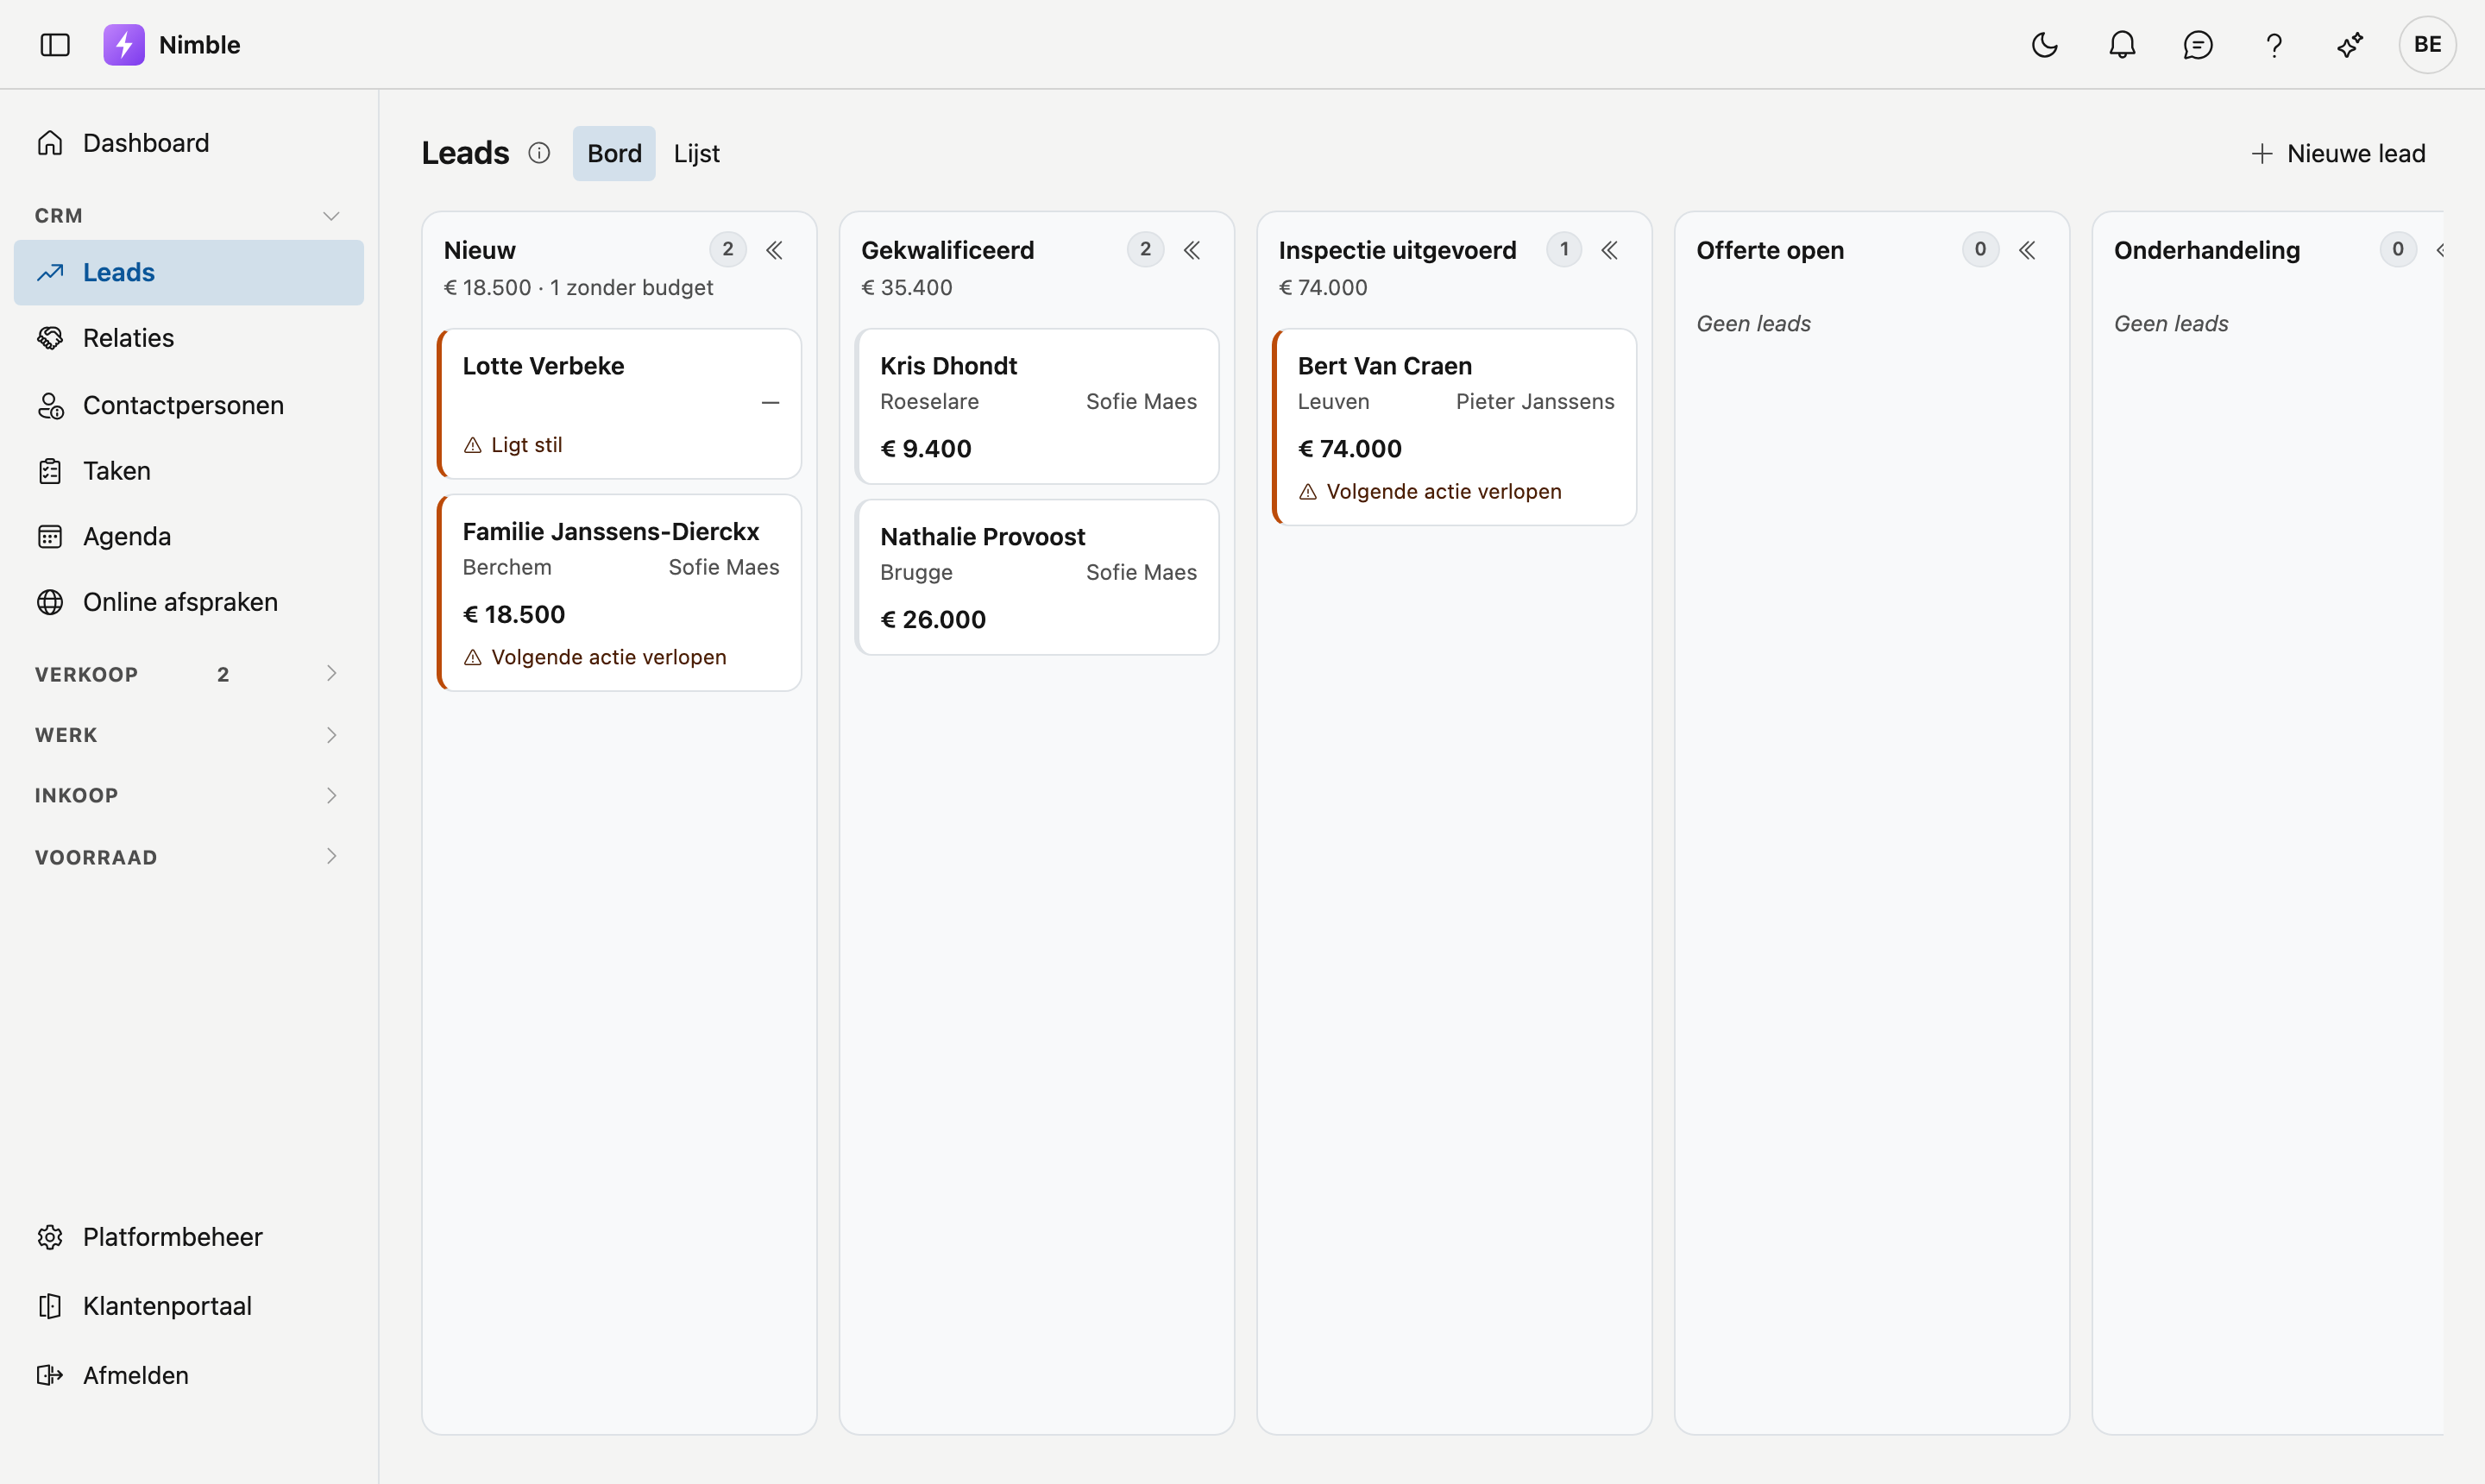 Nimble
BE
Dashboard
CRM
Leads
Relaties
Contactpersonen
Taken
Agenda
Online afspraken
VERKOOP 2
WERK
INKOOP
VOORRAAD
Platformbeheer
Klantenportaal
Afmelden
Leads Bord Lijst
+ Nieuwe lead
Nieuw 2
€ 18.500 · 1 zonder budget
Lotte Verbeke
—
Ligt stil
Familie Janssens-Dierckx
Berchem Sofie Maes
€ 18.500
Volgende actie verlopen
Gekwalificeerd 2
€ 35.400
Kris Dhondt
Roeselare Sofie Maes
€ 9.400
Nathalie Provoost
Brugge Sofie Maes
€ 26.000
Inspectie uitgevoerd 1
€ 74.000
Bert Van Craen
Leuven Pieter Janssens
€ 74.000
Volgende actie verlopen
Offerte open 0
Geen leads
Onderhandeling 0
Geen leads